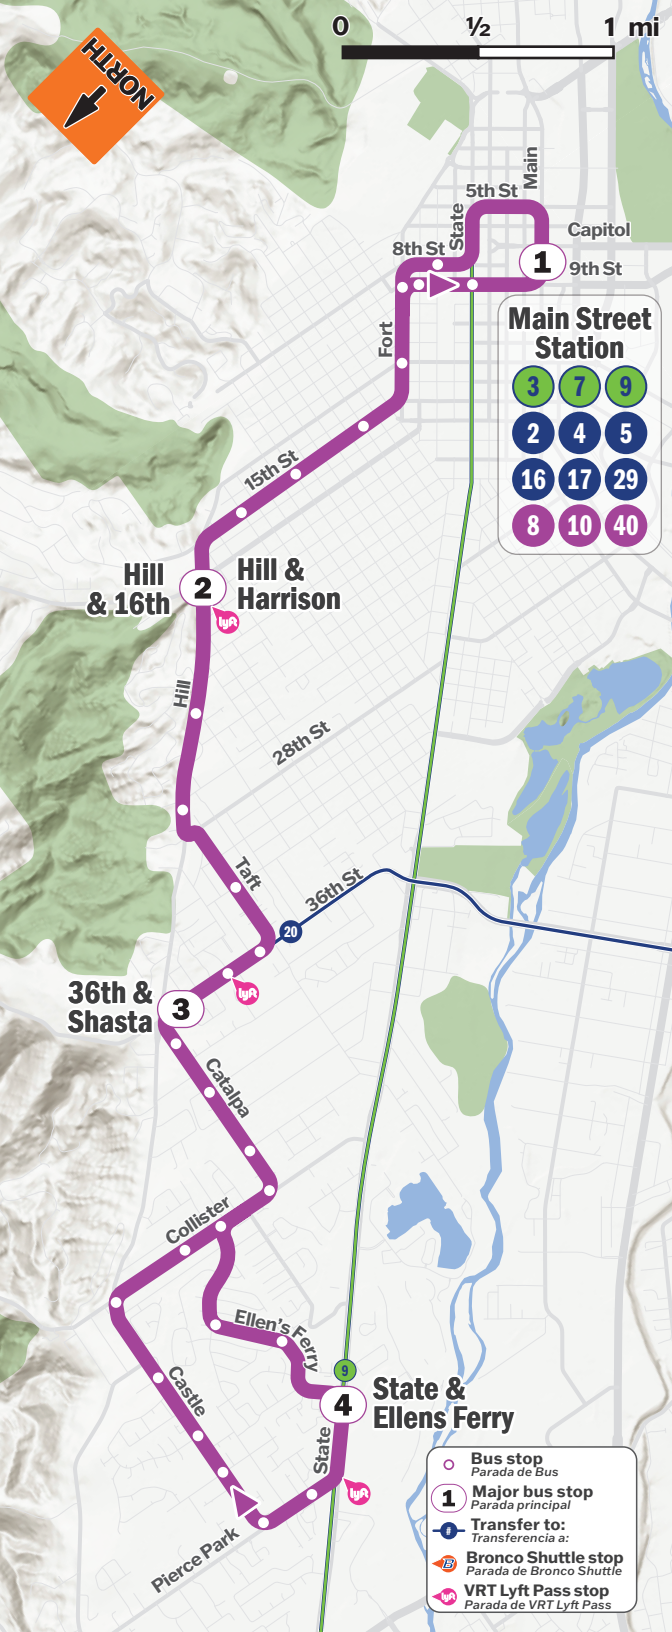 0 ½ 1 mi
NORTH
Main
5th St
State
Capitol
8th St
1
9th St
Fort
Main Street
Station
3 7 9
2 4 5
16 17 29
8 10 40
15th St
Hill
& 16th
2
Hill &
Harrison
lyft
Hill
28th St
Taft
36th St
20
36th &
Shasta
3
lyft
Catalpa
Collister
Ellen's Ferry
9
Castle
4
State &
Ellens Ferry
State
lyft
Pierce Park
Bus stop
Parada de Bus
1
Major bus stop
Parada principal
#
Transfer to:
Transferencia a:
B
Bronco Shuttle stop
Parada de Bronco Shuttle
lyft
VRT Lyft Pass stop
Parada de VRT Lyft Pass